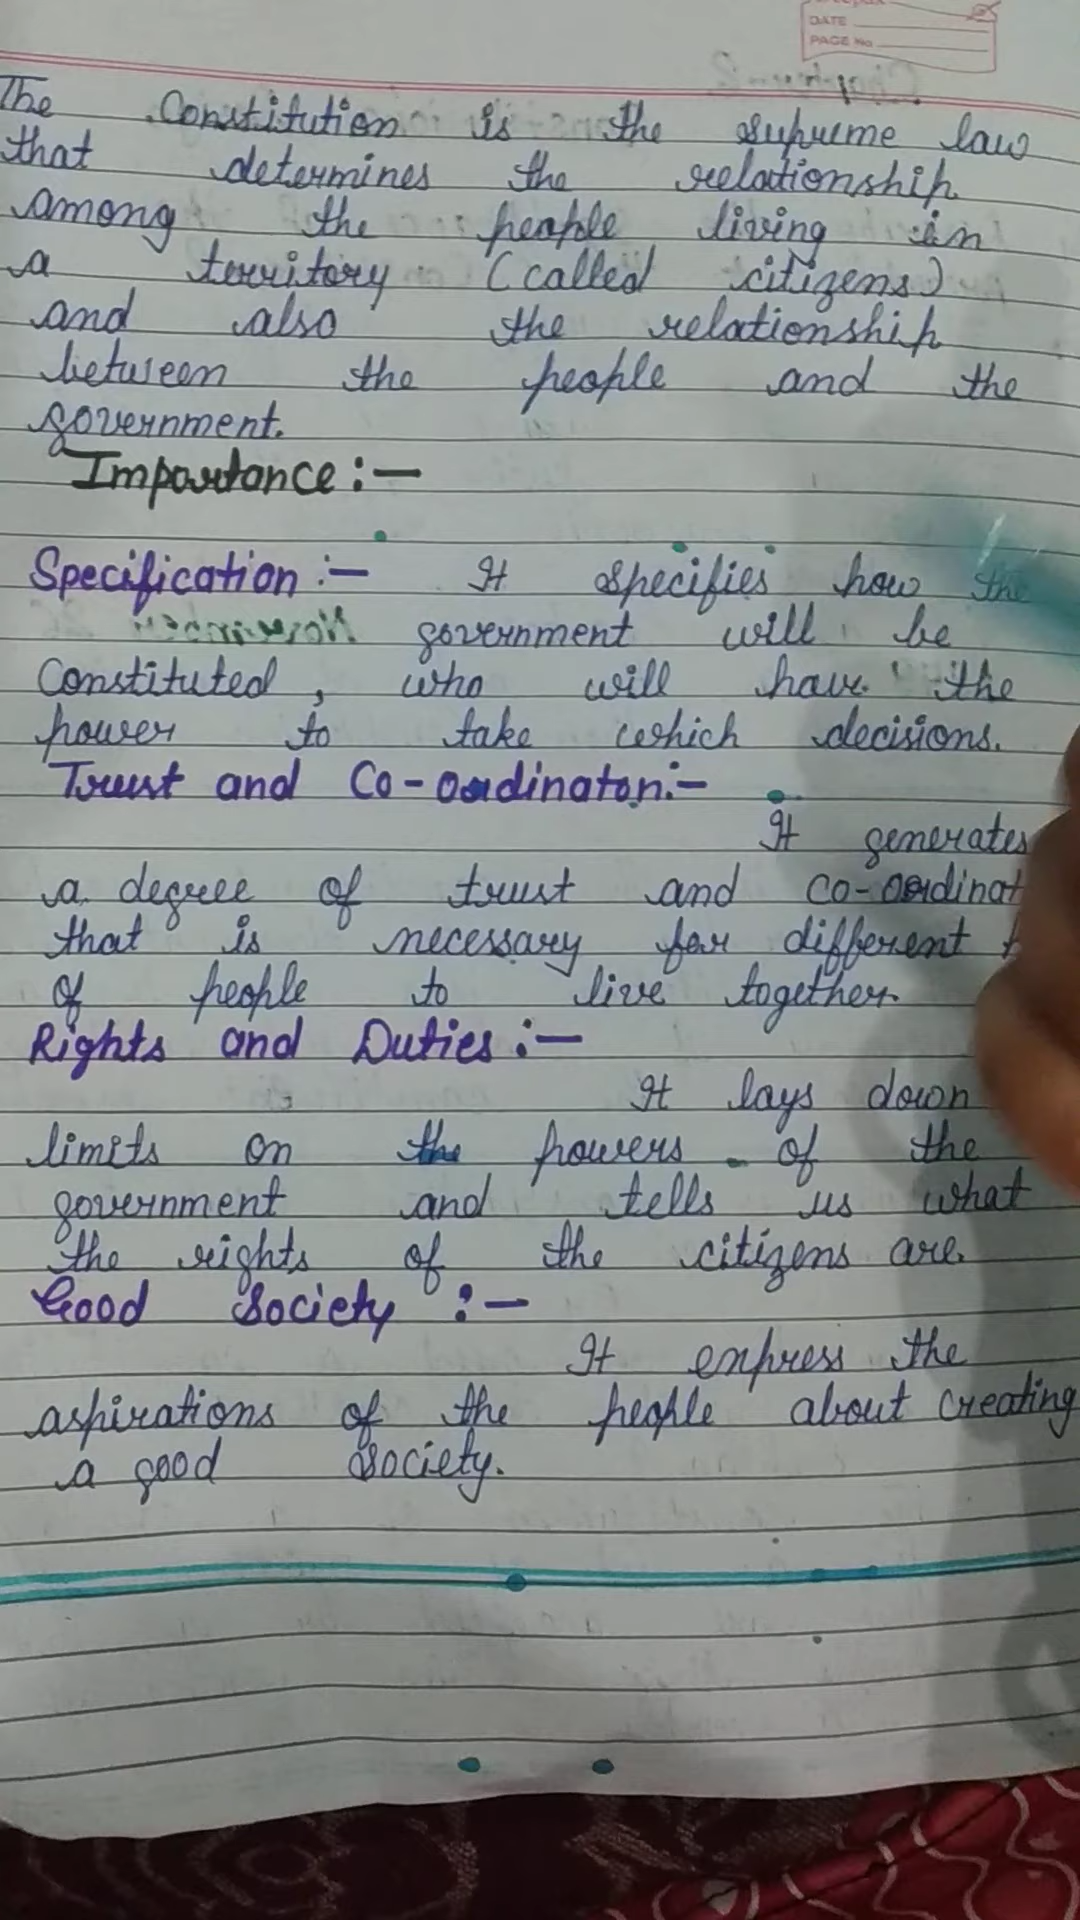 DATE
PAGE No
The Constitution is the supreme law
that determines the relationship
among the people living in
a territory (called citizens)
and also the relationship
between the people and the
government.
Importance :-
Specification :- It specifies how the
government will be
Constituted, who will have the
power to take which decisions.
Trust and Co-ordinaton:-
It generates
a degree of trust and co-ordinat
that is necessary for different
of people to live together.
Rights and Duties :-
It lays down
limits on the powers of the
government and tells us what
the rights of the citizens are.
Good Society :-
It express the
aspirations of the people about creating
a good Society.